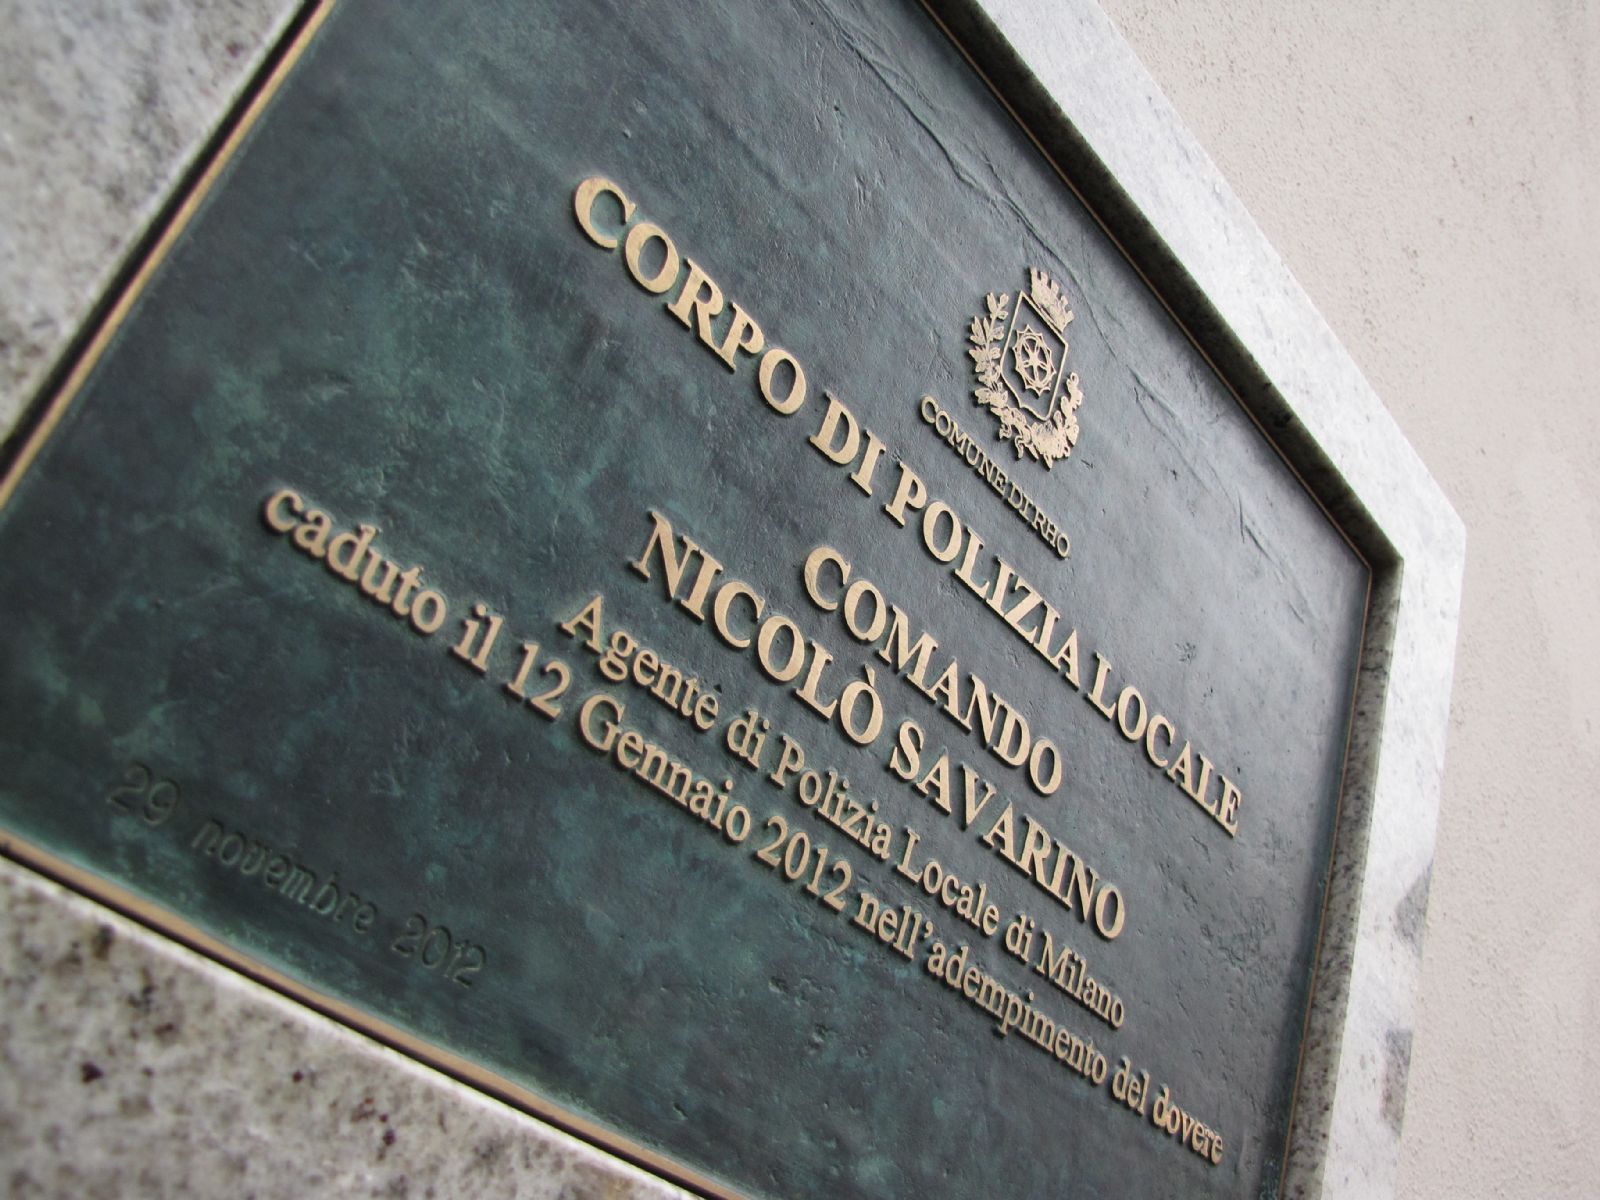 COMUNE DI RHO
CORPO DI POLIZIA LOCALE
COMANDO
NICOLÒ SAVARINO
Agente di Polizia Locale di Milano
caduto il 12 Gennaio 2012 nell'adempimento del dovere
29 novembre 2012